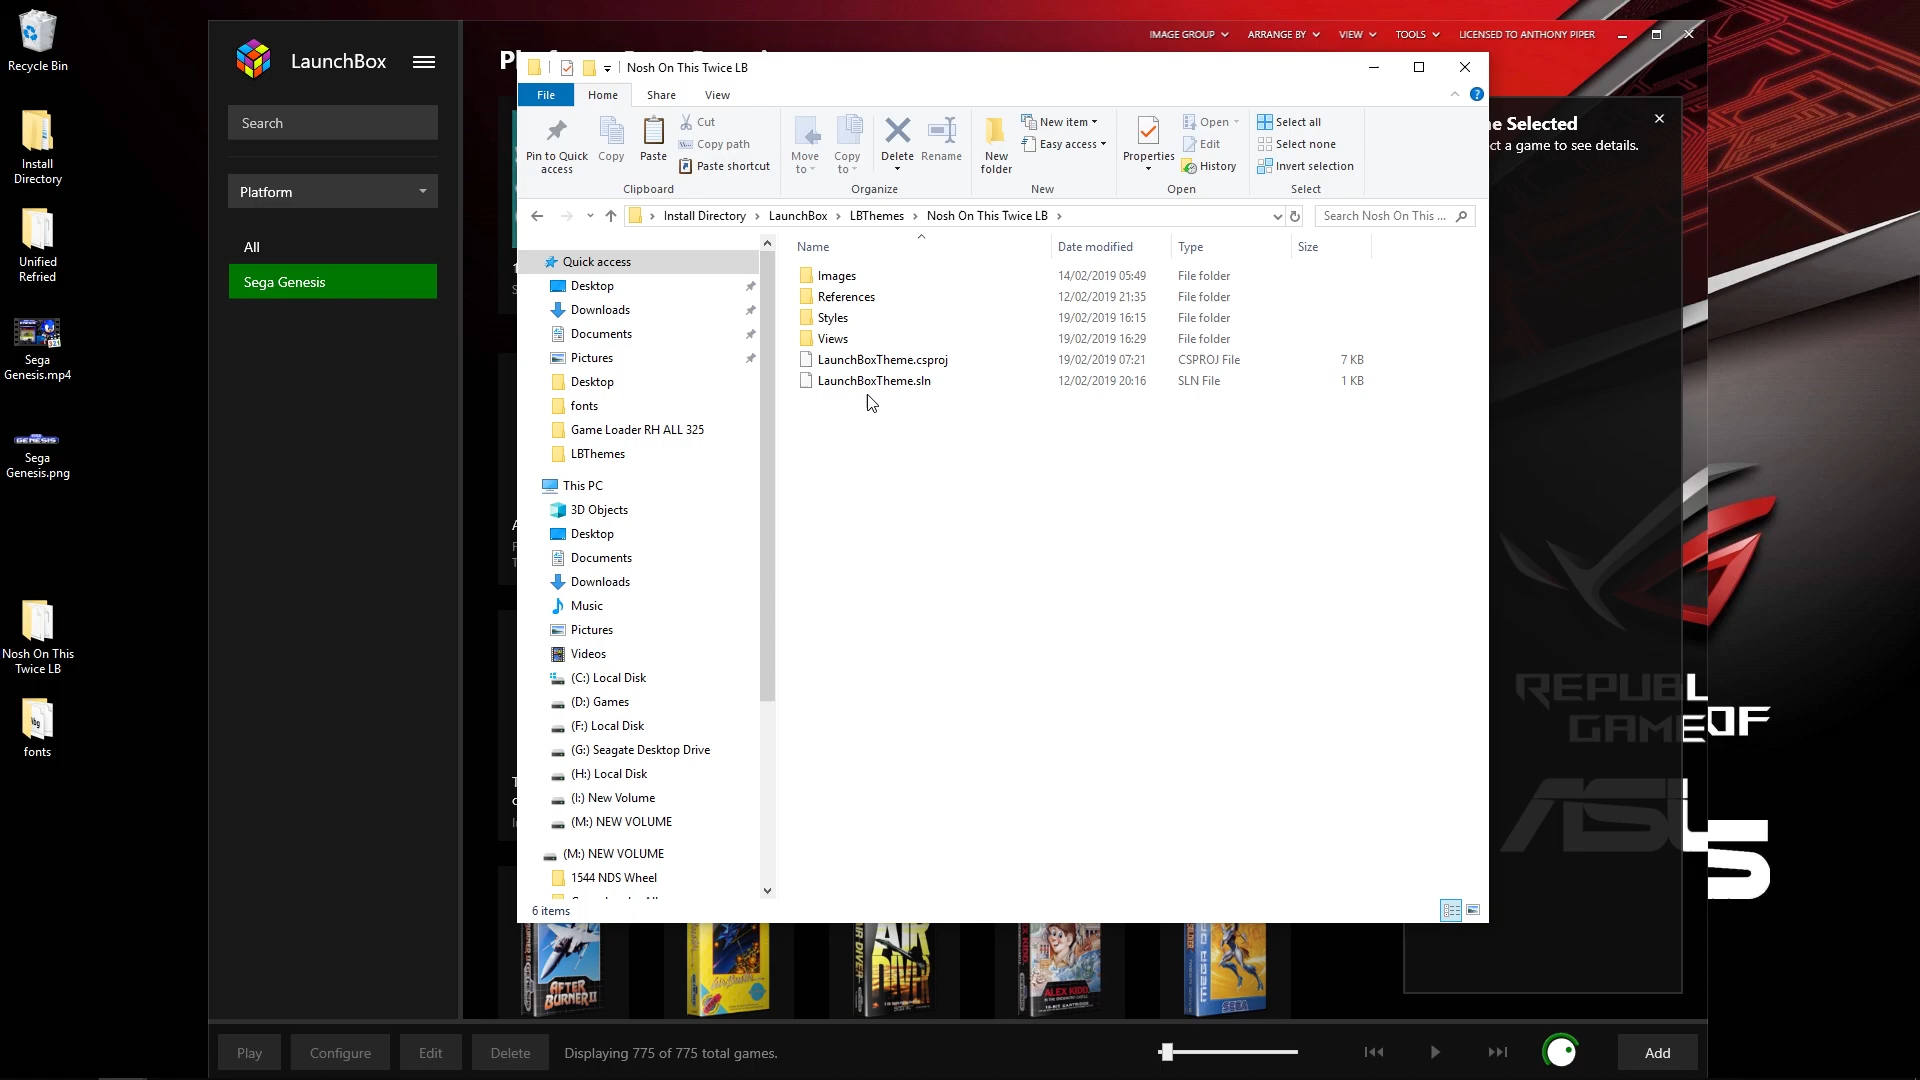 Recycle Bin
Install
Directory
Unified
Refried
Sega
Genesis.mp4
Sega
Genesis.png
Nosh On This
Twice LB
fonts
LaunchBox
Search
Platform
All
Sega Genesis
IMAGE GROUP
ARRANGE BY
VIEW
TOOLS
LICENSED TO ANTHONY PIPER
Nosh On This Twice LB
File
Home
Share
View
Pin to Quick
access
Copy
Paste
Cut
Copy path
Paste shortcut
Clipboard
Move
to
Copy
to
Delete
Rename
Organize
New
folder
New item
Easy access
New
Properties
Open
Edit
History
Open
Select all
Select none
Invert selection
Select
Install Directory
LaunchBox
LBThemes
Nosh On This Twice LB
Search Nosh On This ...
Quick access
Desktop
Downloads
Documents
Pictures
Desktop
fonts
Game Loader RH ALL 325
LBThemes
This PC
3D Objects
Desktop
Documents
Downloads
Music
Pictures
Videos
(C:) Local Disk
(D:) Games
(F:) Local Disk
(G:) Seagate Desktop Drive
(H:) Local Disk
(I:) New Volume
(M:) NEW VOLUME
(M:) NEW VOLUME
1544 NDS Wheel
Name Date modified Type Size
Images 14/02/2019 05:49 File folder
References 12/02/2019 21:35 File folder
Styles 19/02/2019 16:15 File folder
Views 19/02/2019 16:29 File folder
LaunchBoxTheme.csproj 19/02/2019 07:21 CSPROJ File 7 KB
LaunchBoxTheme.sln 12/02/2019 20:16 SLN File 1 KB
6 items
e Selected
ct a game to see details.
REPUBL
GAME
OF
AFTER
BURNER II
AIR
DIVER
ALEX KIDD
SEGA
Play
Configure
Edit
Delete
Displaying 775 of 775 total games.
Add